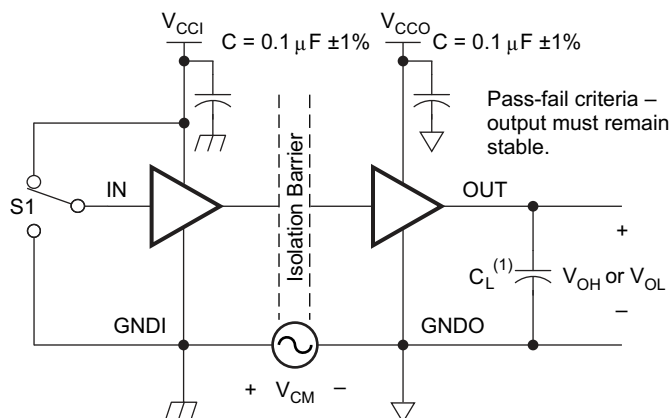 V_CCI
C = 0.1 μF ±1%
V_CCO
C = 0.1 μF ±1%
Pass-fail criteria –
output must remain
stable.
Isolation Barrier
IN
OUT
S1
+
C_L^(1)
V_OH or V_OL
–
GNDI
GNDO
+ V_CM –